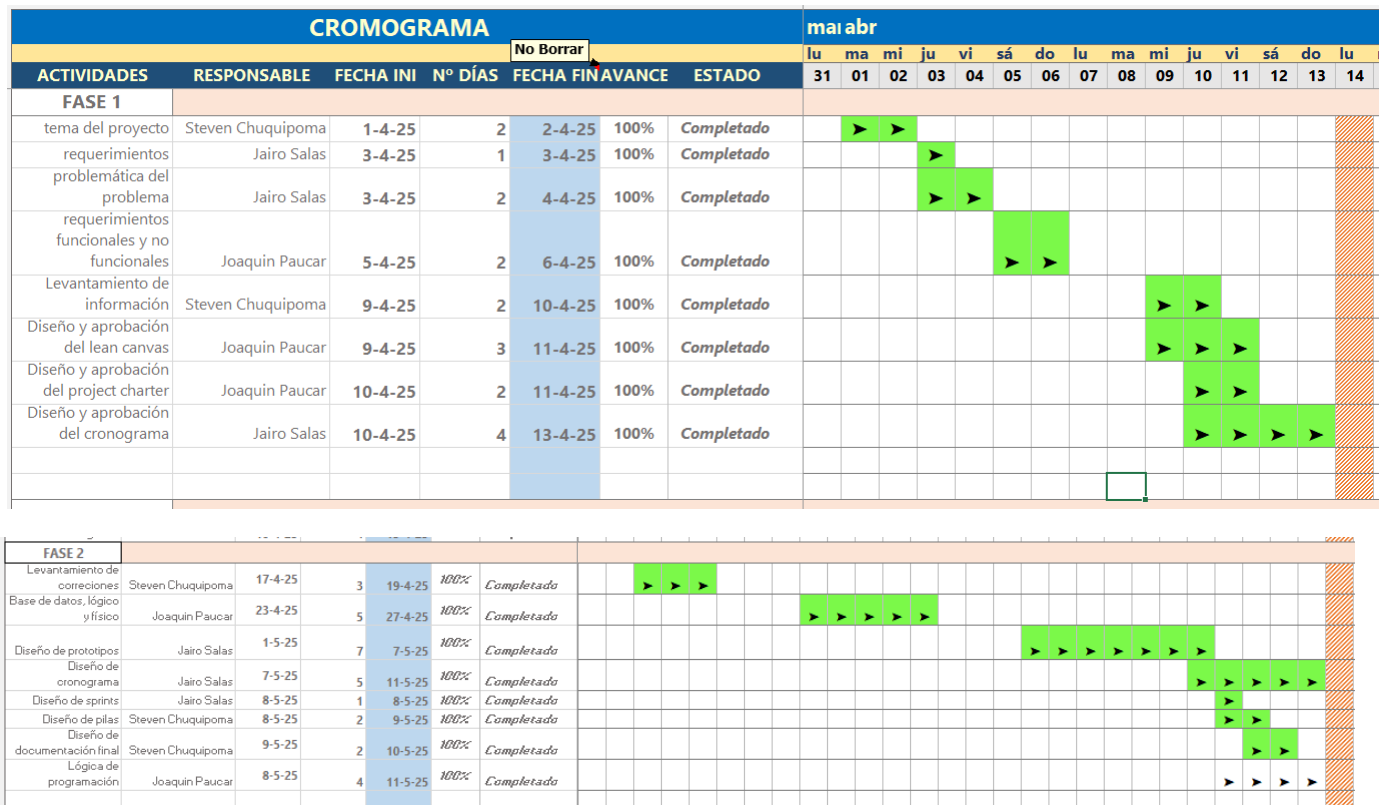 CROMOGRAMA
mar abr
No Borrar
lu ma mi ju vi sá do lu ma mi ju vi sá do lu
ACTIVIDADES RESPONSABLE FECHA INI Nº DÍAS FECHA FIN AVANCE ESTADO 31 01 02 03 04 05 06 07 08 09 10 11 12 13 14
FASE 1
tema del proyecto Steven Chuquipoma 1-4-25 2 2-4-25 100% Completado
requerimientos Jairo Salas 3-4-25 1 3-4-25 100% Completado
problemática del
problema Jairo Salas 3-4-25 2 4-4-25 100% Completado
requerimientos
funcionales y no
funcionales Joaquin Paucar 5-4-25 2 6-4-25 100% Completado
Levantamiento de
información Steven Chuquipoma 9-4-25 2 10-4-25 100% Completado
Diseño y aprobación
del lean canvas Joaquin Paucar 9-4-25 3 11-4-25 100% Completado
Diseño y aprobación
del project charter Joaquin Paucar 10-4-25 2 11-4-25 100% Completado
Diseño y aprobación
del cronograma Jairo Salas 10-4-25 4 13-4-25 100% Completado
FASE 2
Levantamiento de
correciones Steven Chuquipoma 17-4-25 3 19-4-25 100% Completado
Base de datos, lógico
y físico Joaquin Paucar 23-4-25 5 27-4-25 100% Completado
Diseño de prototipos Jairo Salas 1-5-25 7 7-5-25 100% Completado
Diseño de
cronograma Jairo Salas 7-5-25 5 11-5-25 100% Completado
Diseño de sprints Jairo Salas 8-5-25 1 8-5-25 100% Completado
Diseño de pilas Steven Chuquipoma 8-5-25 2 9-5-25 100% Completado
Diseño de
documentación final Steven Chuquipoma 9-5-25 2 10-5-25 100% Completado
Lógica de
programación Joaquin Paucar 8-5-25 4 11-5-25 100% Completado